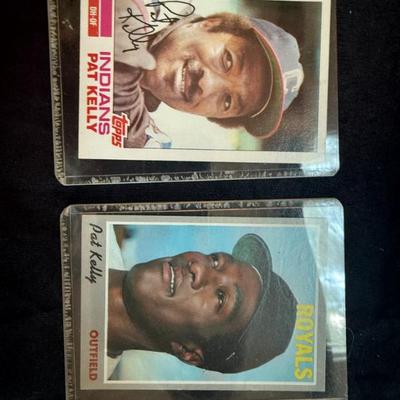 DH-OF
Pat Kelly
INDIANS
PAT KELLY
TOPPS
Pat Kelly
OUTFIELD
ROYALS